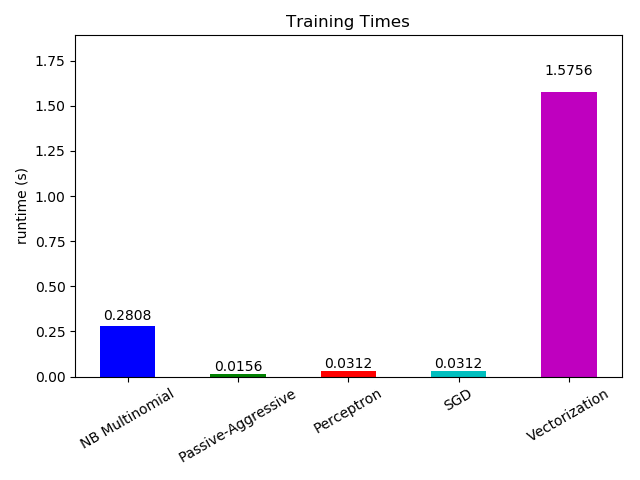 Training Times
runtime (s)
1.75
1.50
1.25
1.00
0.75
0.50
0.25
0.00
0.2808
0.0156
0.0312
0.0312
1.5756
NB Multinomial
Passive-Aggressive
Perceptron
SGD
Vectorization